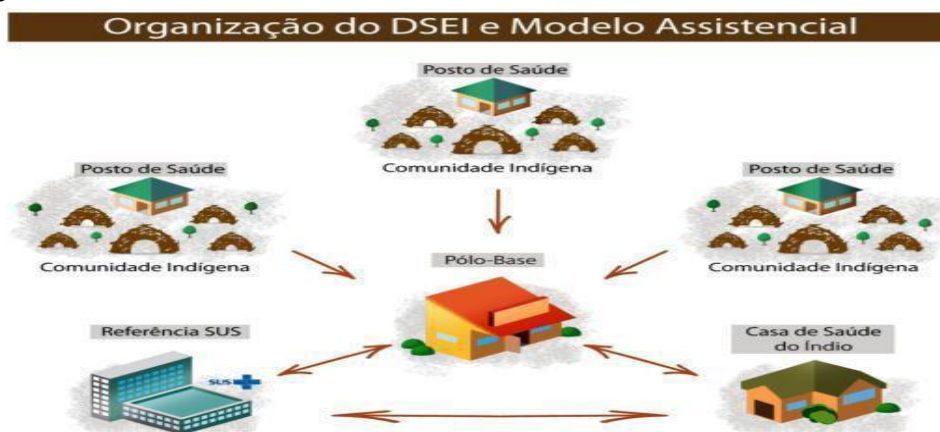 Organização do DSEI e Modelo Assistencial
Posto de Saúde
Comunidade Indígena
Posto de Saúde
Comunidade Indígena
Posto de Saúde
Comunidade Indígena
Pólo-Base
Referência SUS
SUS
Casa de Saúde
do Índio